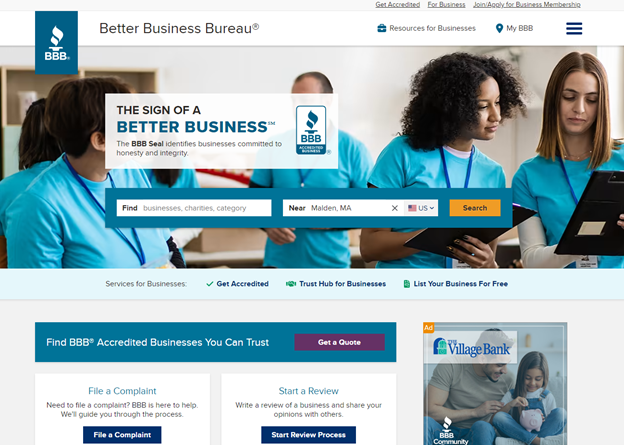 Get Accredited For Business Join/Apply for Business Membership
BBB®
Better Business Bureau®
Resources for Businesses My BBB
THE SIGN OF A
BETTER BUSINESS℠
The BBB Seal identifies businesses committed to
honesty and integrity.
BBB
ACCREDITED
BUSINESS
®
Find businesses, charities, category
Near Malden, MA
US
Search
Services for Businesses: Get Accredited Trust Hub for Businesses List Your Business For Free
Find BBB® Accredited Businesses You Can Trust
Get a Quote
File a Complaint
Need to file a complaint? BBB is here to help.
We'll guide you through the process.
File a Complaint
Start a Review
Write a review of a business and share your
opinions with others.
Start Review Process
Ad
THE
Village Bank
BBB
Community